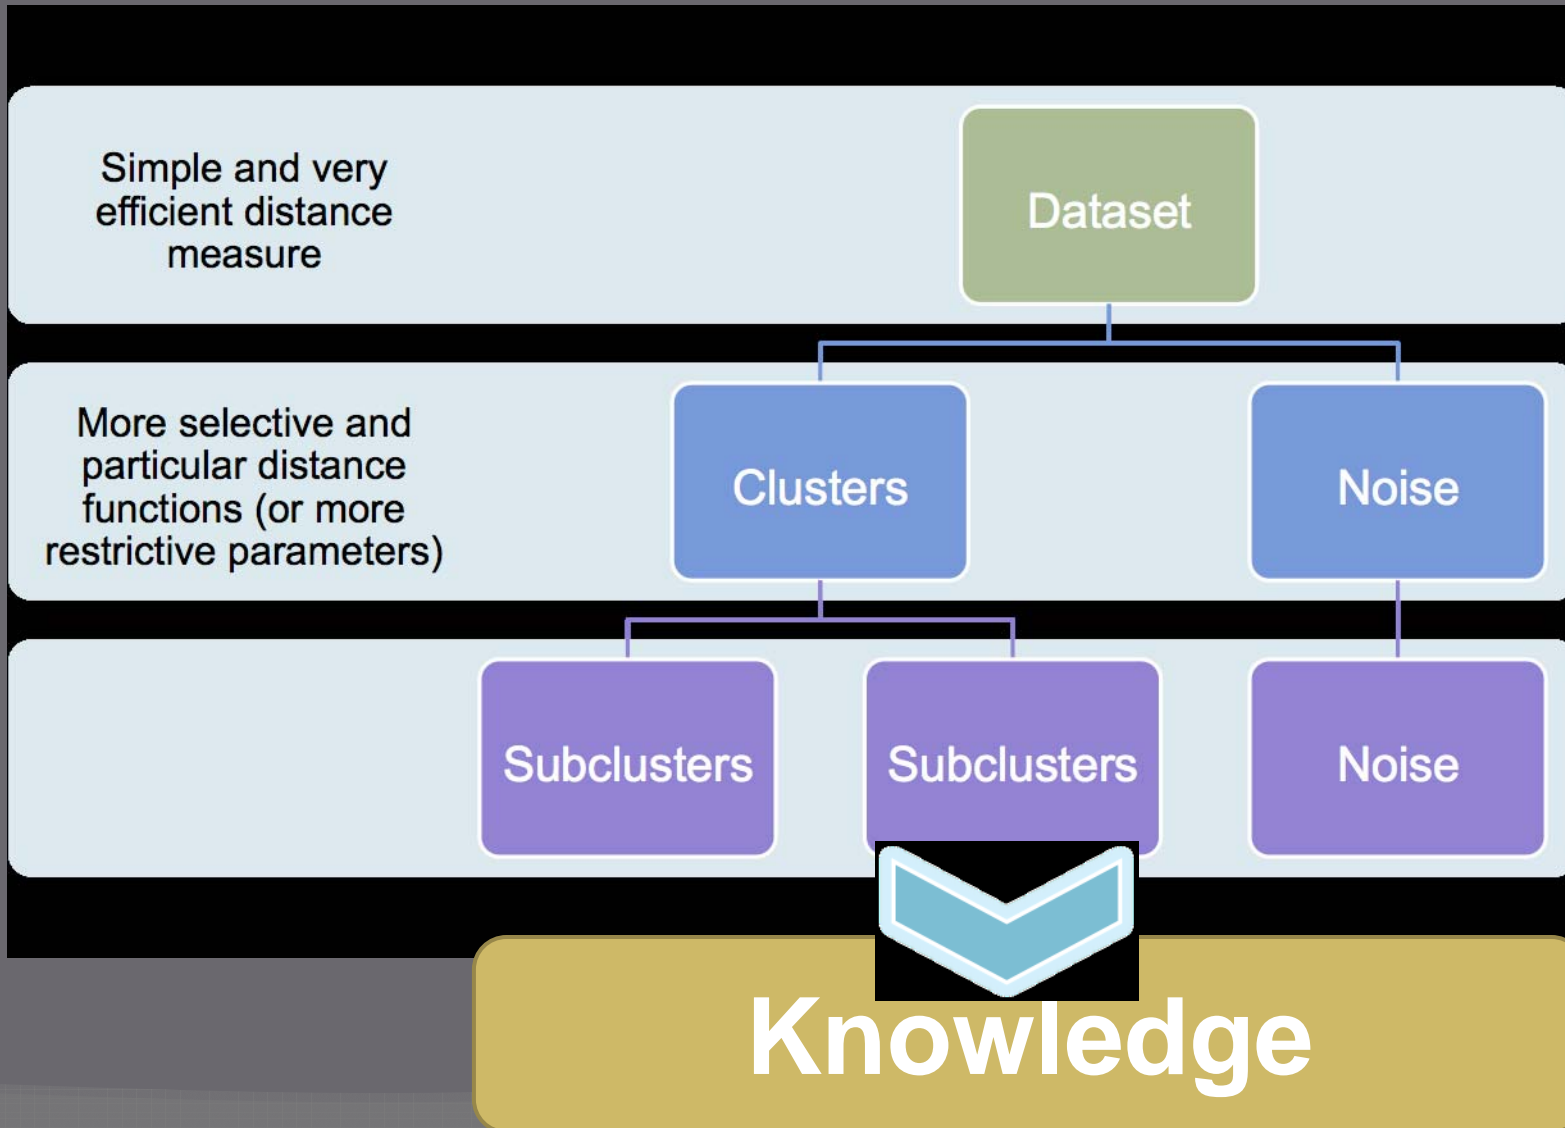 Simple and very
efficient distance
measure
Dataset
More selective and
particular distance
functions (or more
restrictive parameters)
Clusters
Noise
Subclusters
Subclusters
Noise
Knowledge